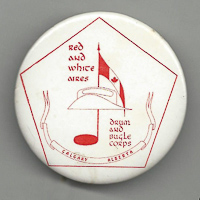 Red
and
white
aires
drum
and
bugle
corps
CALGARY ALBERTA